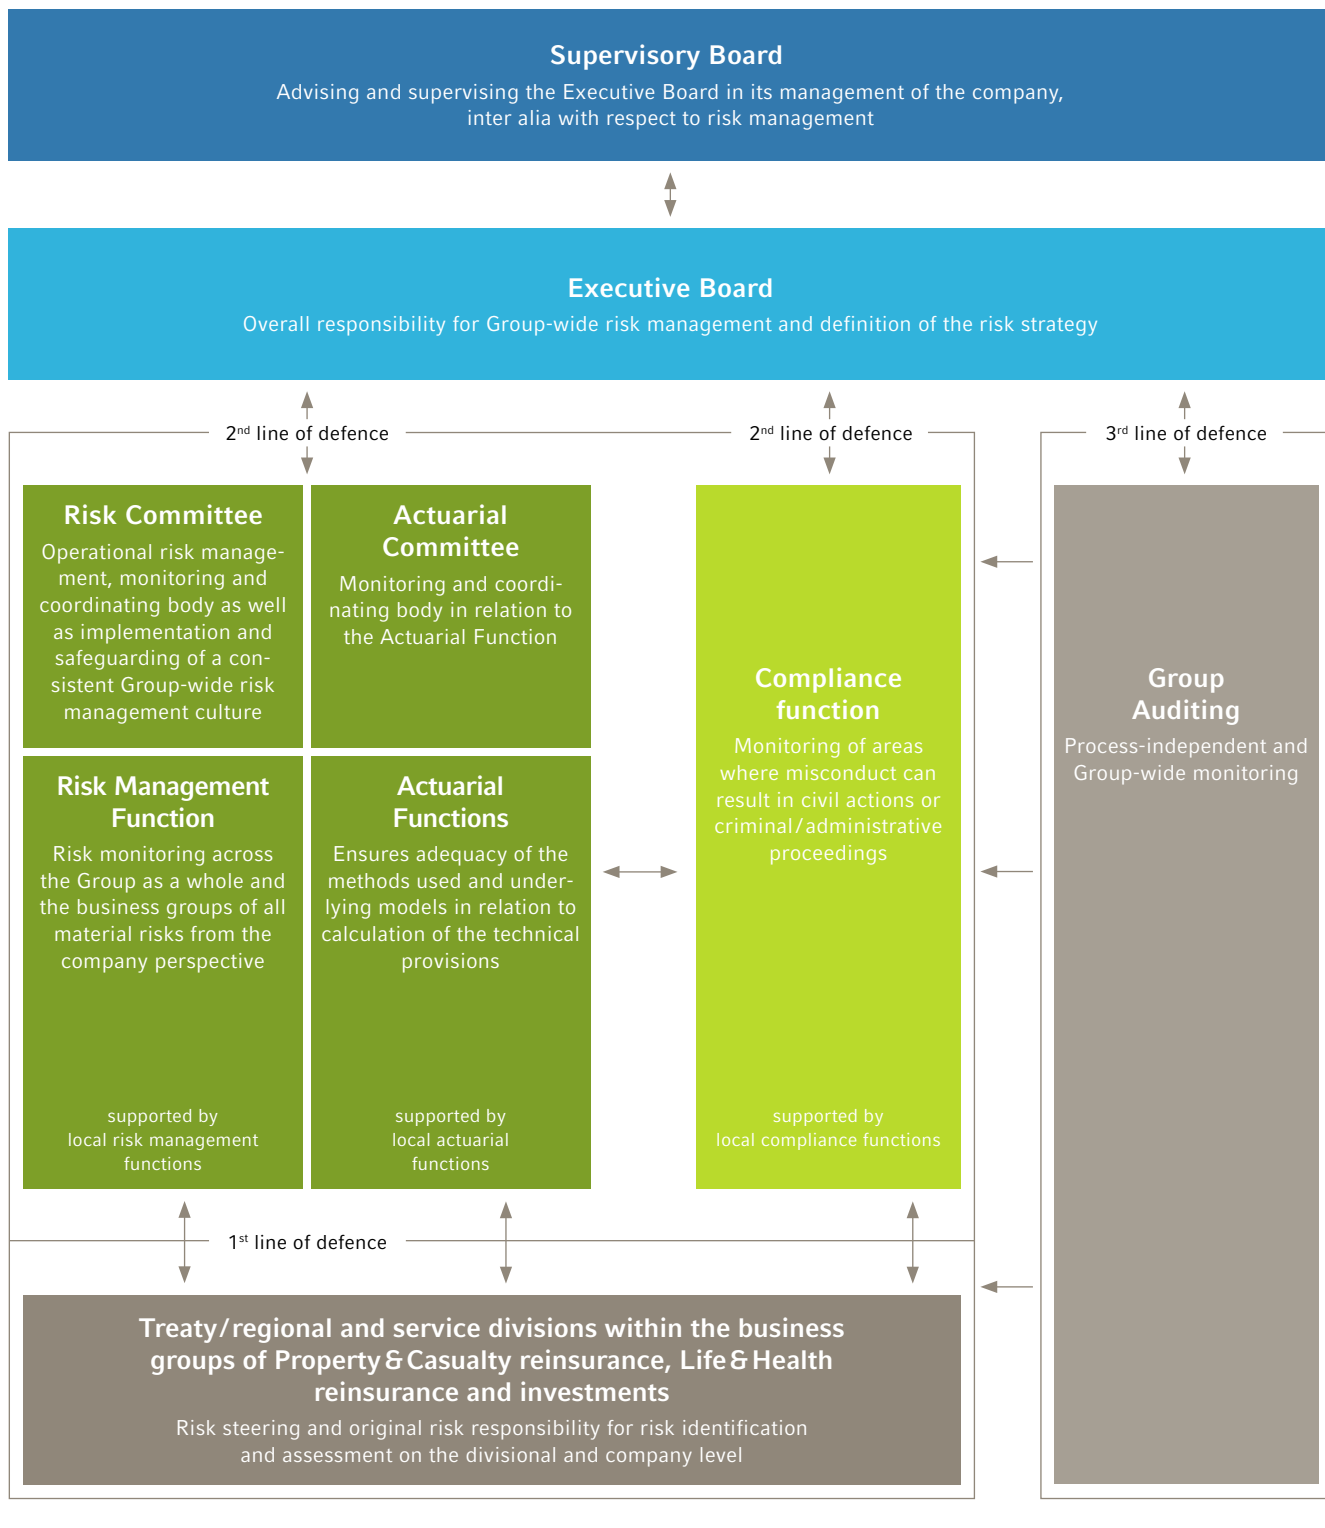 Supervisory Board
Advising and supervising the Executive Board in its management of the company,
inter alia with respect to risk management
Executive Board
Overall responsibility for Group-wide risk management and definition of the risk strategy
2nd line of defence
2nd line of defence
3rd line of defence
Risk Committee
Operational risk manage-
ment, monitoring and
coordinating body as well
as implementation and
safeguarding of a con-
sistent Group-wide risk
management culture
Actuarial
Committee
Monitoring and coordi-
nating body in relation to
the Actuarial Function
Risk Management
Function
Risk monitoring across
the Group as a whole and
the business groups of all
material risks from the
company perspective
supported by
local risk management
functions
Actuarial
Functions
Ensures adequacy of the
methods used and under-
lying models in relation to
calculation of the technical
provisions
supported by
local actuarial
functions
Compliance
function
Monitoring of areas
where misconduct can
result in civil actions or
criminal/administrative
proceedings
supported by
local compliance functions
Group
Auditing
Process-independent and
Group-wide monitoring
1st line of defence
Treaty/regional and service divisions within the business
groups of Property & Casualty reinsurance, Life & Health
reinsurance and investments
Risk steering and original risk responsibility for risk identification
and assessment on the divisional and company level